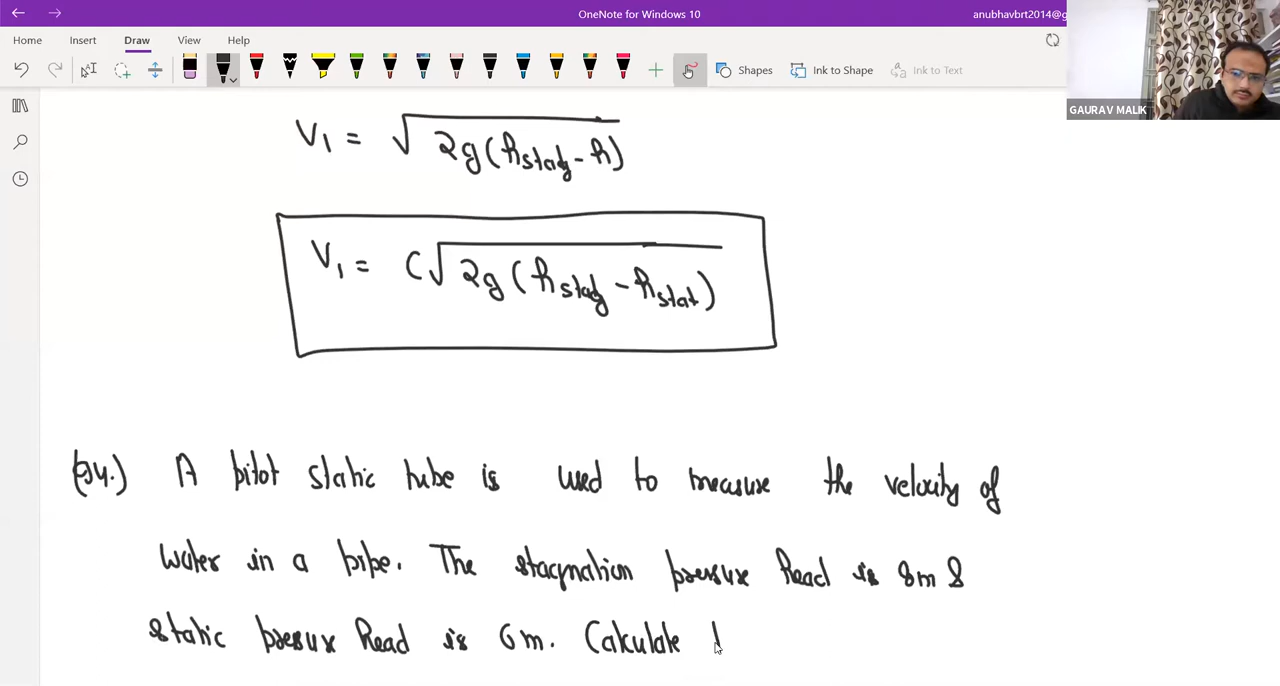 OneNote for Windows 10
anubhavbrt2014@g
Home Insert Draw View Help
Shapes Ink to Shape Ink to Text
GAURAV MALIK
V₁ = √2g(hstag - h)
V₁ = C√2g(hstag - hstat)
Q4.) A pitot static tube is used to measure the velocity of
water in a pipe. The stagnation pressure head is 8m &
static pressure head is 6m. Calculate